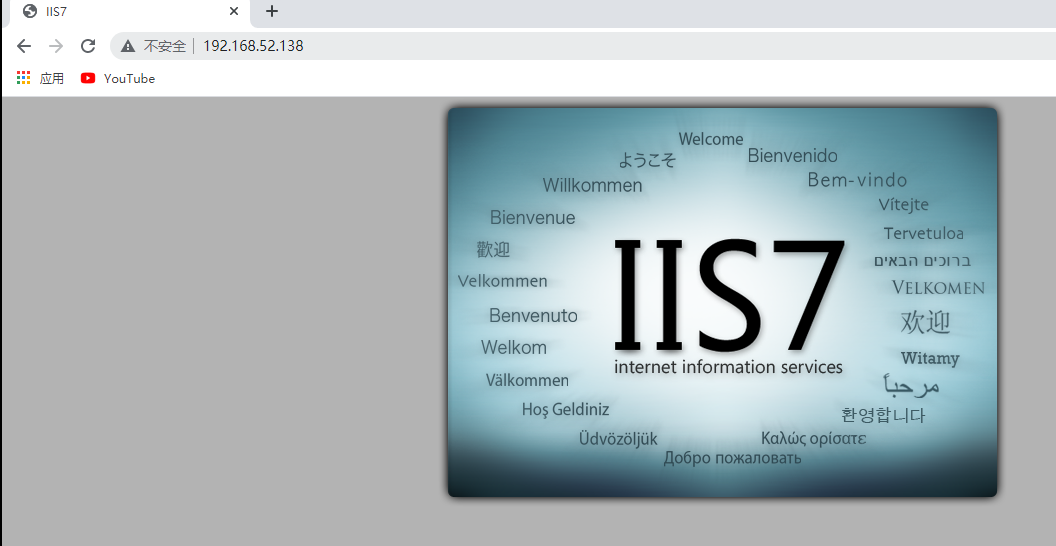 IIS7
不安全 192.168.52.138
应用 YouTube
Welcome
ようこそ
Bienvenido
Willkommen
Bem-vindo
Bienvenue
Vítejte
歡迎
Tervetuloa
Velkommen
ברוכים הבאים
VELKOMEN
IIS7
internet information services
Benvenuto
欢迎
Welkom
Witamy
Välkommen
مرحباً
Hoş Geldiniz
환영합니다
Üdvözöljük
Καλώς ορίσατε
Добро пожаловать